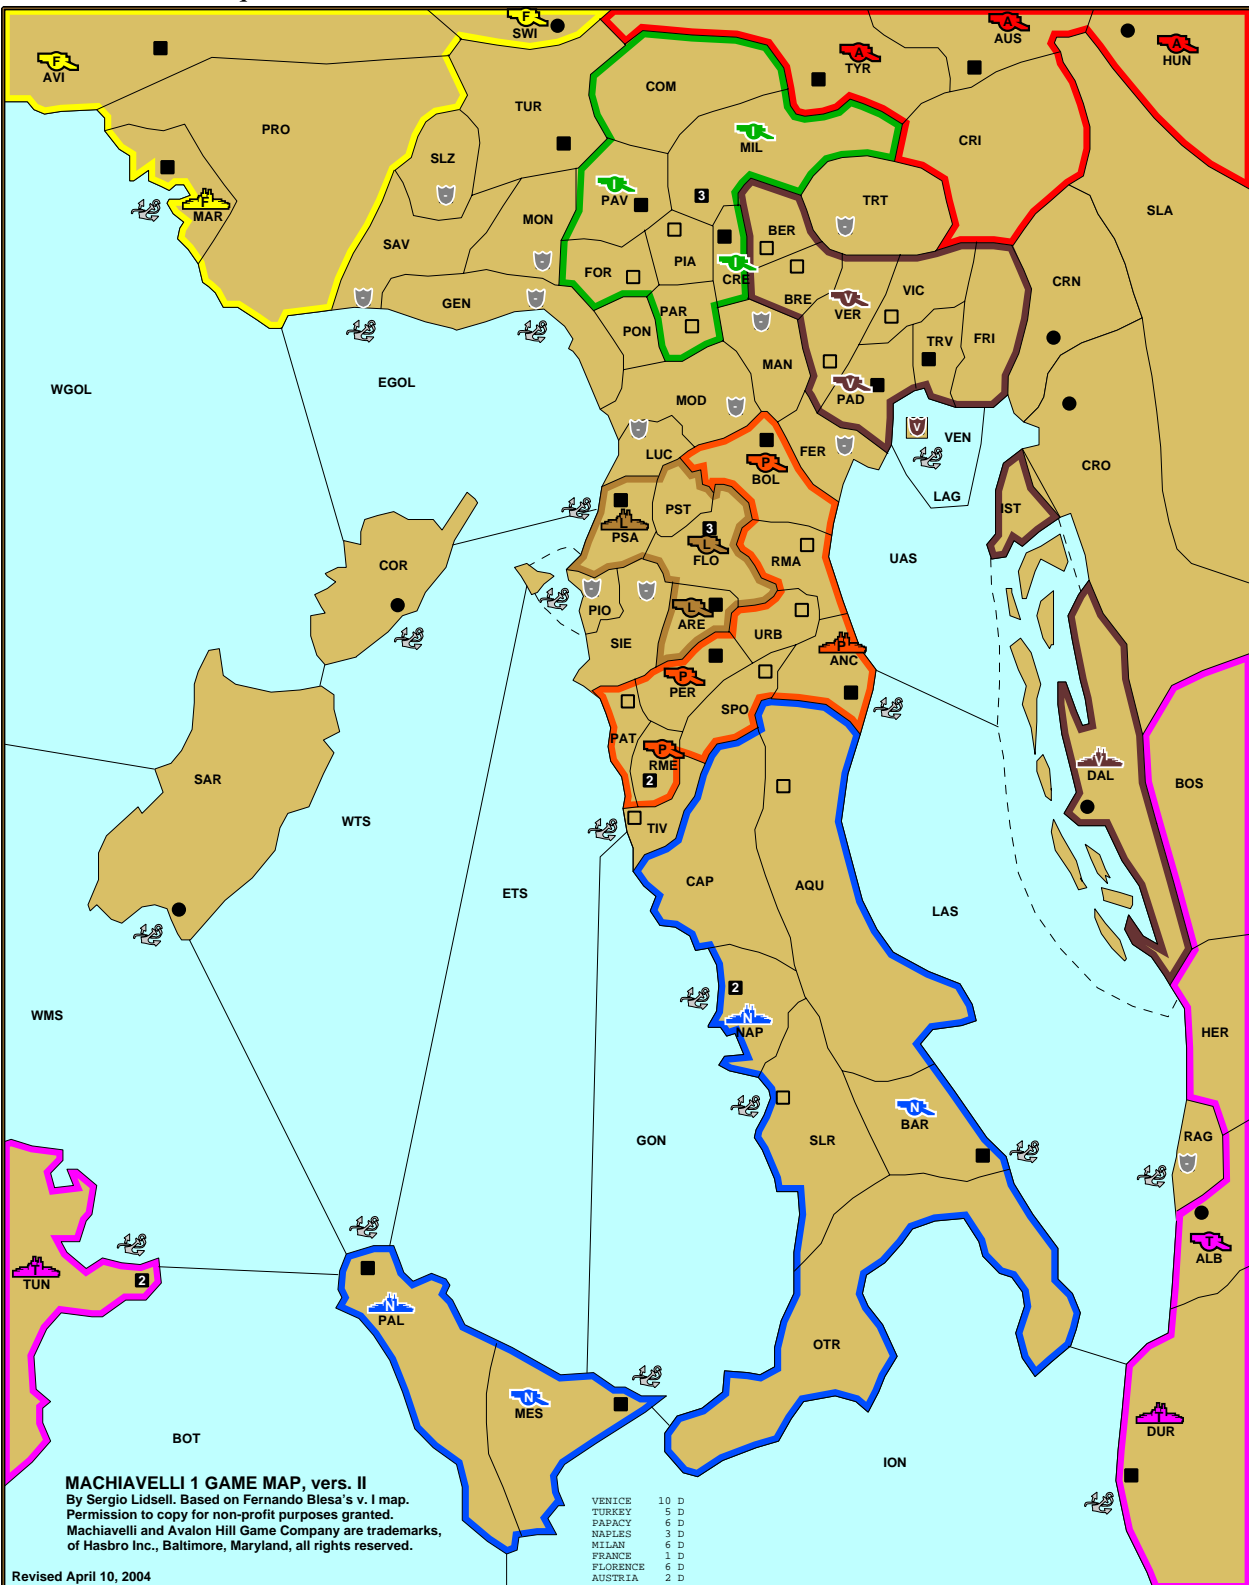 F
SWI
A
AUS
A
HUN
F
AVI
A
TYR
COM
TUR
PRO
I
MIL
CRI
SLZ
I
PAV
3
TRT
SLA
F
MAR
MON
BER
SAV
FOR
PIA
I
CRE
GEN
BRE
V
VER
VIC
CRN
PAR
PON
TRV
FRI
MAN
WGOL
EGOL
V
PAD
MOD
V
VEN
FER
LUC
P
BOL
CRO
LAG
PST
IST
L
PSA
3
L
FLO
RMA
UAS
COR
PIO
L
ARE
URB
SIE
P
ANC
P
PER
SPO
PAT
P
RME
2
SAR
V
DAL
BOS
WTS
TIV
CAP
AQU
ETS
LAS
2
WMS
N
NAP
HER
N
BAR
GON
SLR
RAG
T
ALB
T
TUN
2
N
PAL
OTR
N
MES
T
DUR
BOT
ION
MACHIAVELLI 1 GAME MAP, vers. II
By Sergio Lidsell. Based on Fernando Blesa's v. I map.
Permission to copy for non-profit purposes granted.
Machiavelli and Avalon Hill Game Company are trademarks,
of Hasbro Inc., Baltimore, Maryland, all rights reserved.
Revised April 10, 2004
VENICE 10 D
TURKEY 5 D
PAPACY 6 D
NAPLES 3 D
MILAN 6 D
FRANCE 1 D
FLORENCE 6 D
AUSTRIA 2 D